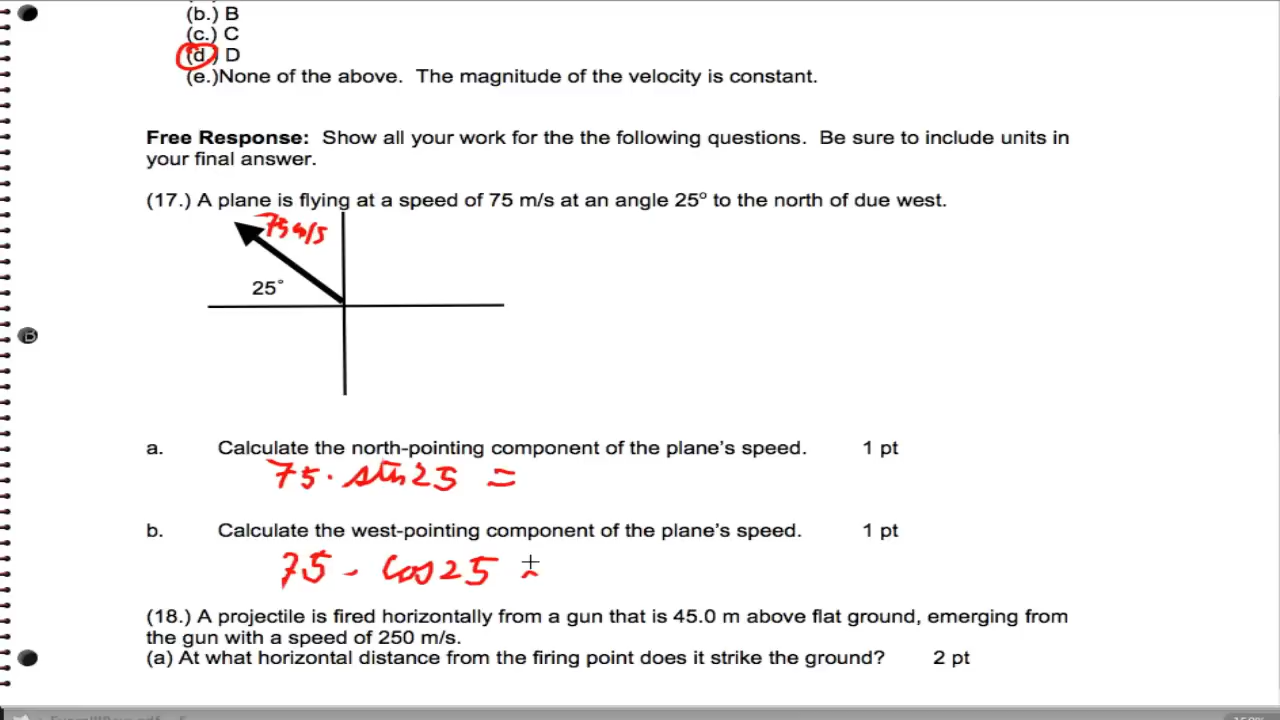 (b.) B
(c.) C
(d.) D
(e.)None of the above. The magnitude of the velocity is constant.
Free Response: Show all your work for the the following questions. Be sure to include units in
your final answer.
(17.) A plane is flying at a speed of 75 m/s at an angle 25° to the north of due west.
75 m/s
25°
a. Calculate the north-pointing component of the plane's speed. 1 pt
75 · sin 25 =
b. Calculate the west-pointing component of the plane's speed. 1 pt
75 - cos 25
(18.) A projectile is fired horizontally from a gun that is 45.0 m above flat ground, emerging from
the gun with a speed of 250 m/s.
(a) At what horizontal distance from the firing point does it strike the ground? 2 pt